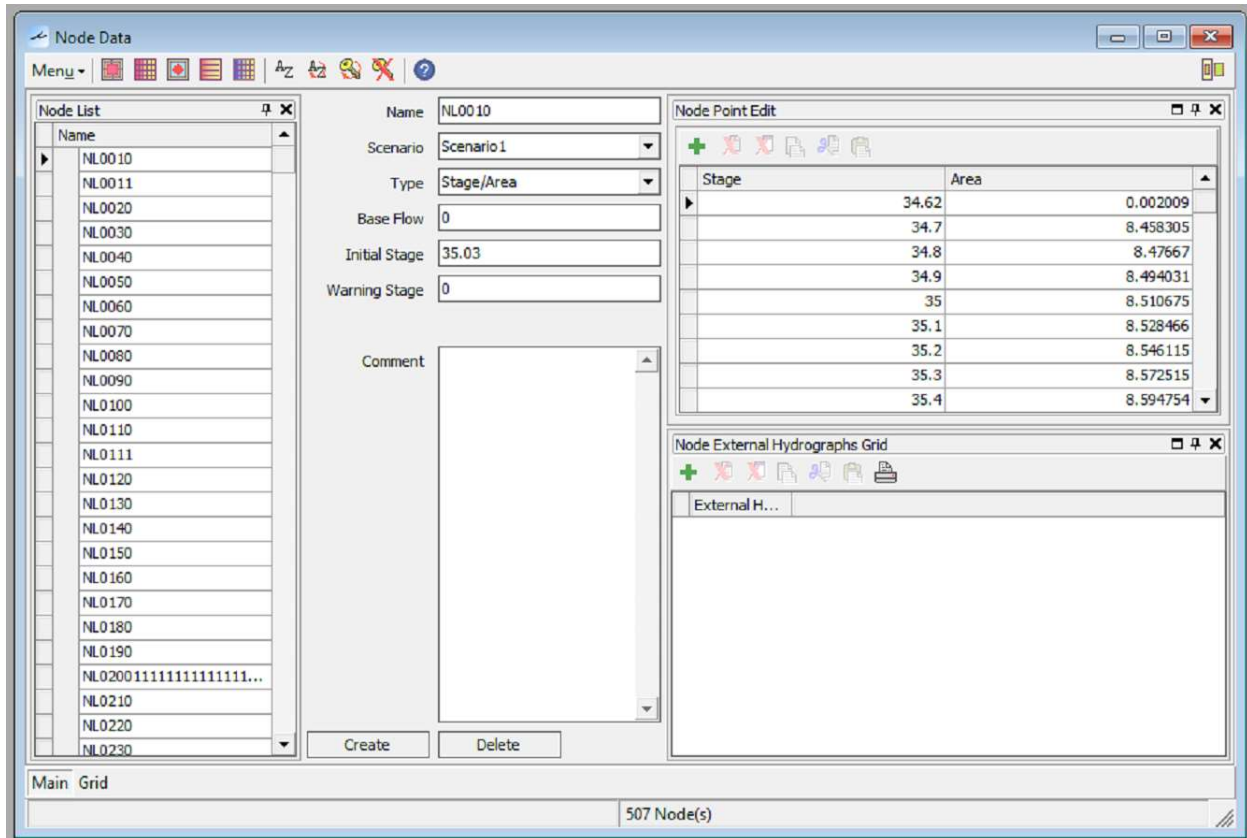 Node Data
Menu
Node List
Name
NL0010
NL0011
NL0020
NL0030
NL0040
NL0050
NL0060
NL0070
NL0080
NL0090
NL0100
NL0110
NL0111
NL0120
NL0130
NL0140
NL0150
NL0160
NL0170
NL0180
NL0190
NL020011111111111111...
NL0210
NL0220
NL0230
Name NL0010
Scenario Scenario1
Type Stage/Area
Base Flow 0
Initial Stage 35.03
Warning Stage 0
Comment
Create Delete
Node Point Edit
Stage Area
34.62 0.002009
34.7 8.458305
34.8 8.47667
34.9 8.494031
35 8.510675
35.1 8.528466
35.2 8.546115
35.3 8.572515
35.4 8.594754
Node External Hydrographs Grid
External H...
Main Grid
507 Node(s)